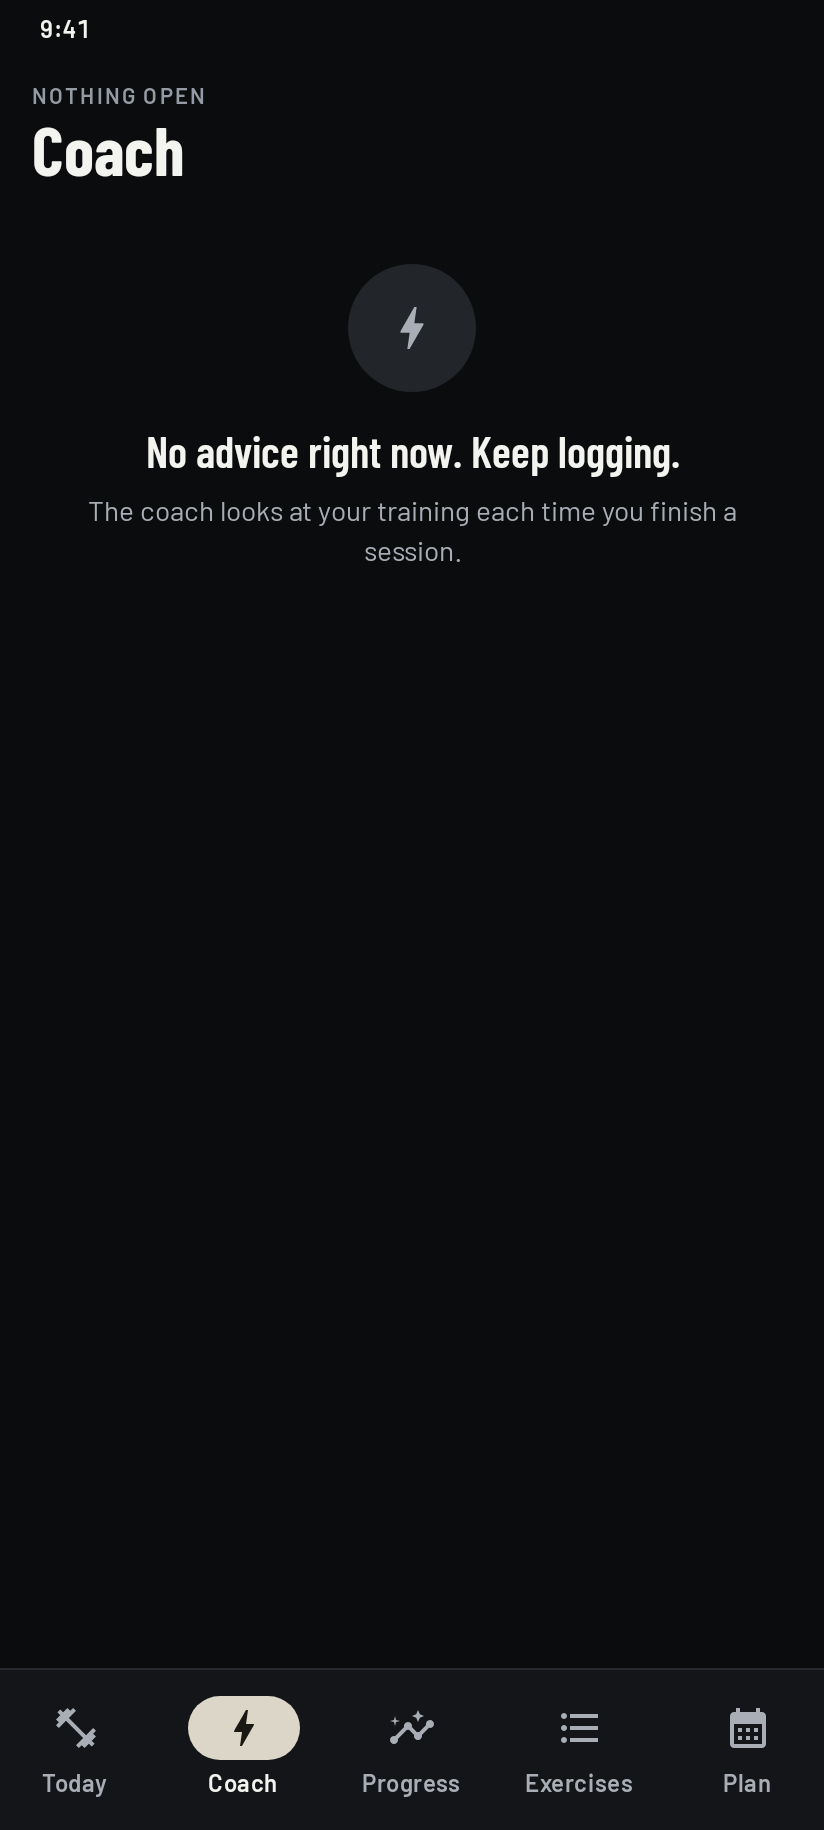 9:41
NOTHING OPEN
Coach
No advice right now. Keep logging.
The coach looks at your training each time you finish a
session.
Today
Coach
Progress
Exercises
Plan